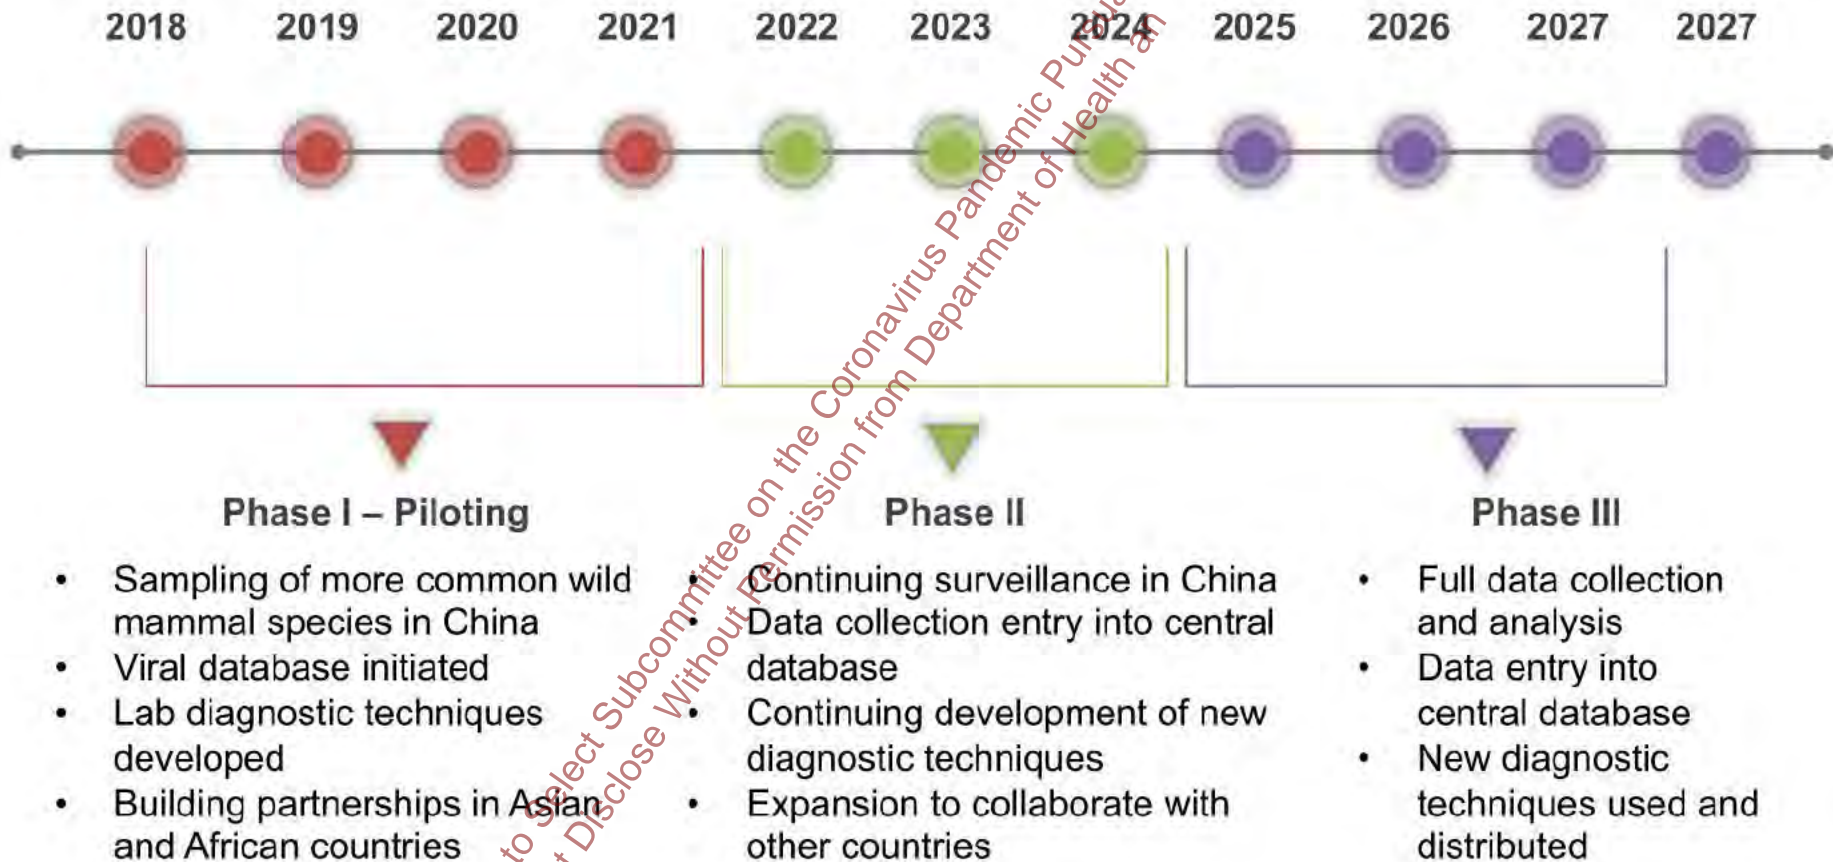 2018 2019 2020 2021 2022 2023 2024 2025 2026 2027 2027
Phase I – Piloting
• Sampling of more common wild
mammal species in China
• Viral database initiated
• Lab diagnostic techniques
developed
• Building partnerships in Asian
and African countries
Phase II
• Continuing surveillance in China
• Data collection entry into central
database
• Continuing development of new
diagnostic techniques
• Expansion to collaborate with
other countries
Phase III
• Full data collection
and analysis
• Data entry into
central database
• New diagnostic
techniques used and
distributed
to Select Subcommittee on the Coronavirus Pandemic
Disclose Without Permission from Department of Health